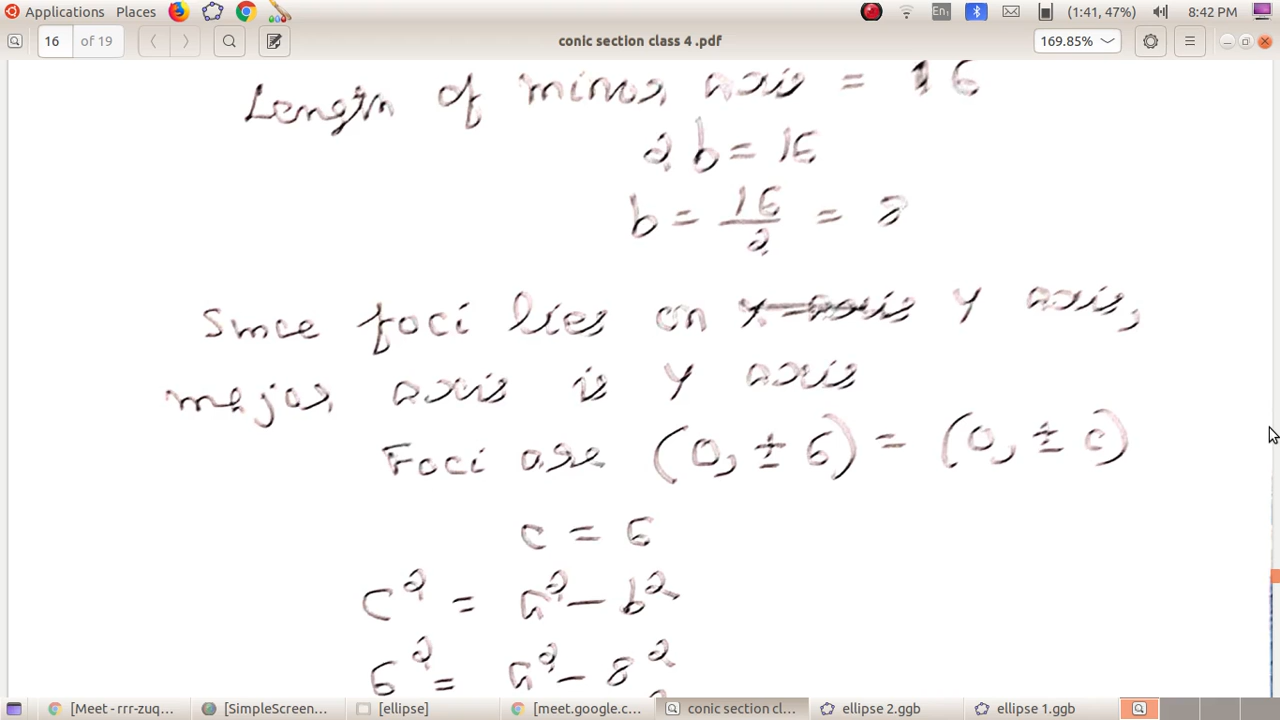 Applications Places En1 (1:41, 47%) 8:42 PM
16 of 19 conic section class 4 .pdf 169.85%
Length of minor axis = 16
2b = 16
b = 16/2 = 8
Since foci lies on y axis,
major axis is y axis
Foci are (0, ± 6) = (0, ± c)
c = 6
c² = a² - b²
6² = a² - 8²
[Meet - rrr-zuq... [SimpleScreen... [ellipse] [meet.google.c... conic section cl... ellipse 2.ggb ellipse 1.ggb